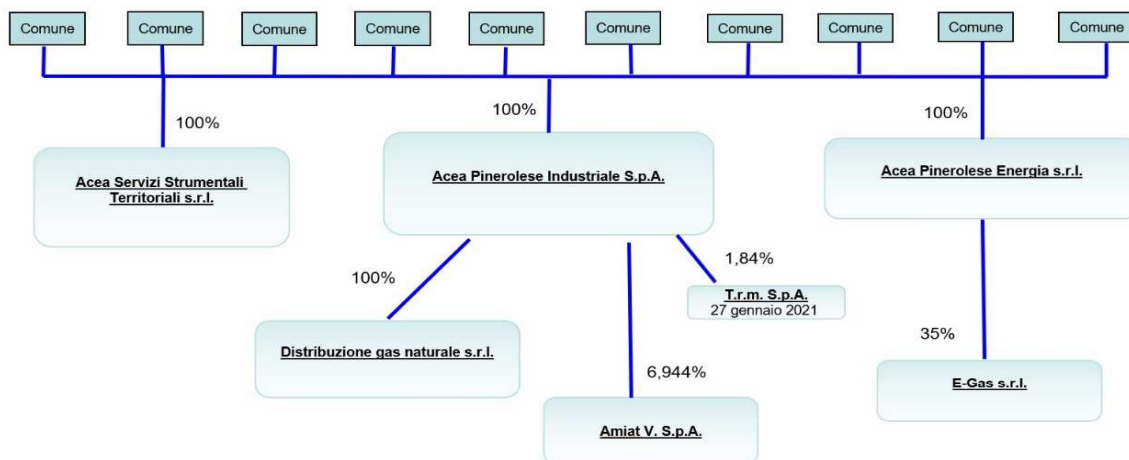 Comune
Comune
Comune
Comune
Comune
Comune
Comune
Comune
Comune
Comune
100%
100%
100%
Acea Servizi Strumentali
Territoriali s.r.l.
Acea Pinerolese Industriale S.p.A.
Acea Pinerolese Energia s.r.l.
100%
1,84%
T.r.m. S.p.A.
27 gennaio 2021
Distribuzione gas naturale s.r.l.
6,944%
35%
E-Gas s.r.l.
Amiat V. S.p.A.